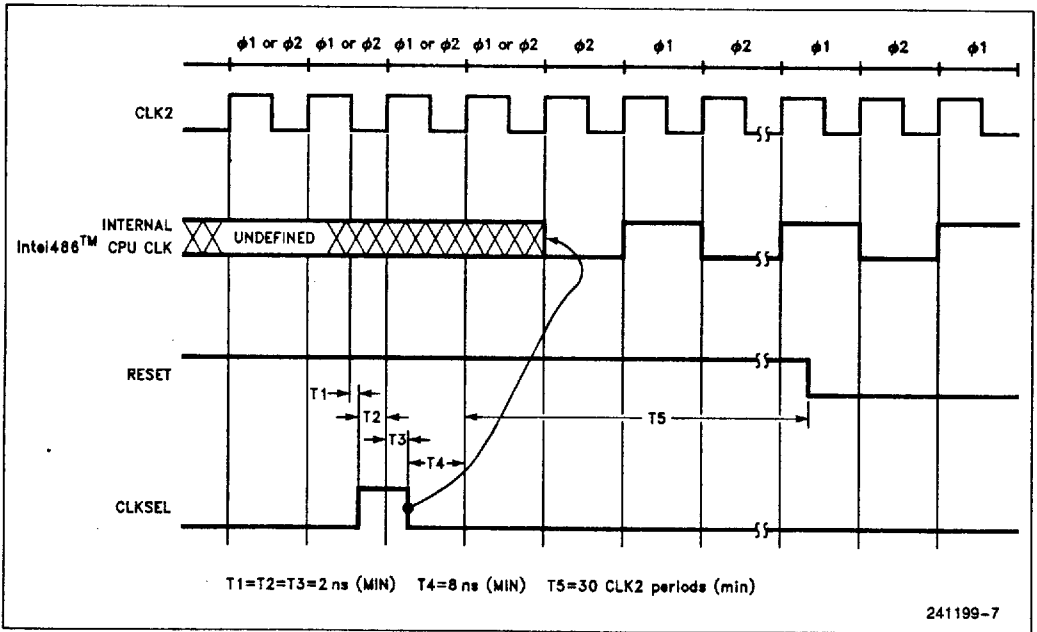 ϕ1 or ϕ2 ϕ1 or ϕ2 ϕ1 or ϕ2 ϕ1 or ϕ2 ϕ2 ϕ1 ϕ2 ϕ1 ϕ2 ϕ1
CLK2
INTERNAL
Intel486™ CPU CLK
UNDEFINED
RESET
T1
T2
T3
T4
T5
CLKSEL
T1=T2=T3=2 ns (MIN) T4=8 ns (MIN) T5=30 CLK2 periods (min)
241199-7